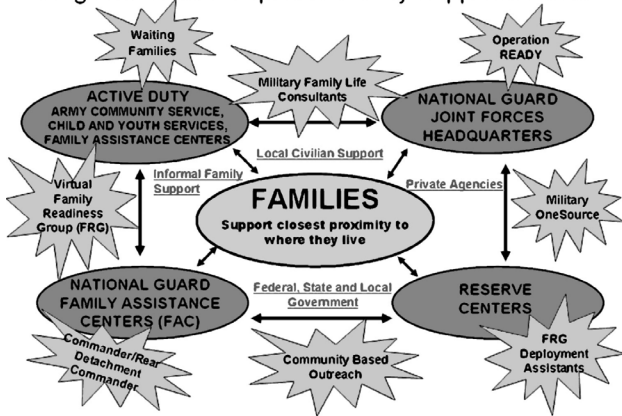 Waiting
Families
Operation
READY
Military Family Life
Consultants
ACTIVE DUTY
ARMY COMMUNITY SERVICE,
CHILD AND YOUTH SERVICES,
FAMILY ASSISTANCE CENTERS
NATIONAL GUARD
JOINT FORCES
HEADQUARTERS
Local Civilian Support
Informal Family
Support
Private Agencies
Virtual
Family
Readiness
Group (FRG)
FAMILIES
Support closest proximity to
where they live
Military
OneSource
NATIONAL GUARD
FAMILY ASSISTANCE
CENTERS (FAC)
Federal, State and Local
Government
RESERVE
CENTERS
Commander/Rear
Detachment
Commander
Community Based
Outreach
FRG
Deployment
Assistants